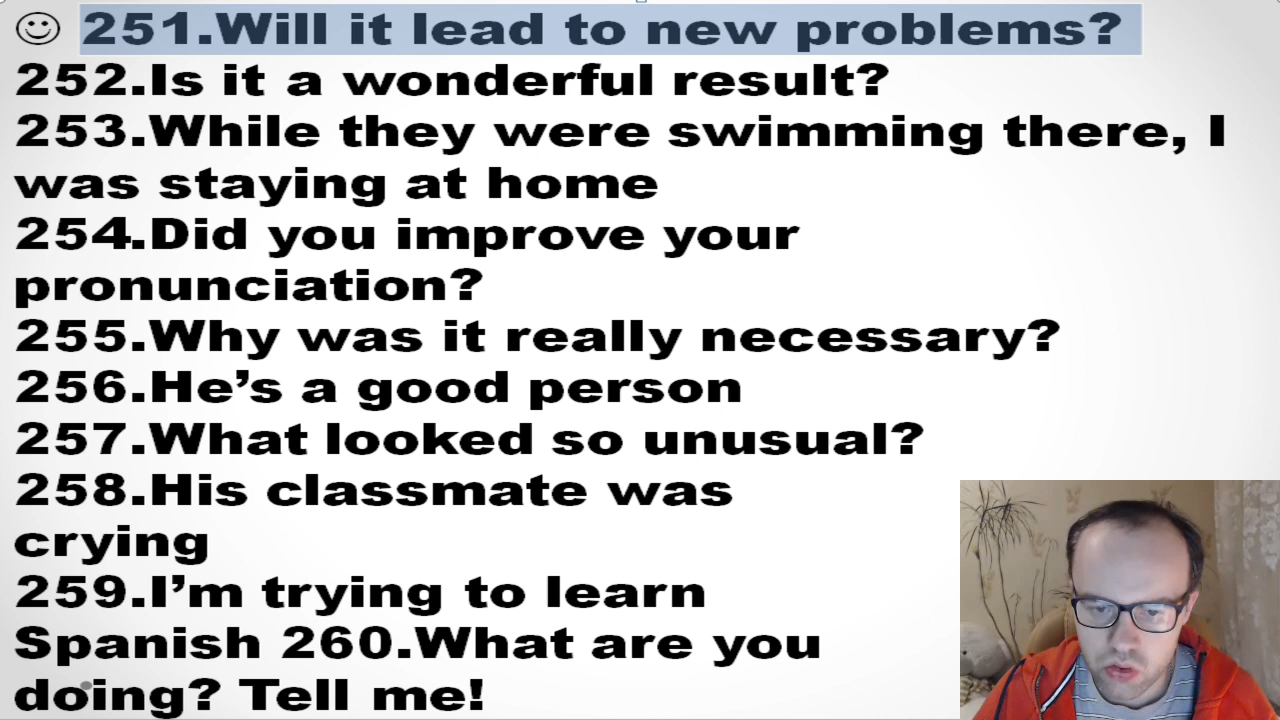 251.Will it lead to new problems?
252.Is it a wonderful result?
253.While they were swimming there, I
was staying at home
254.Did you improve your
pronunciation?
255.Why was it really necessary?
256.He’s a good person
257.What looked so unusual?
258.His classmate was
crying
259.I’m trying to learn
Spanish 260.What are you
doing? Tell me!